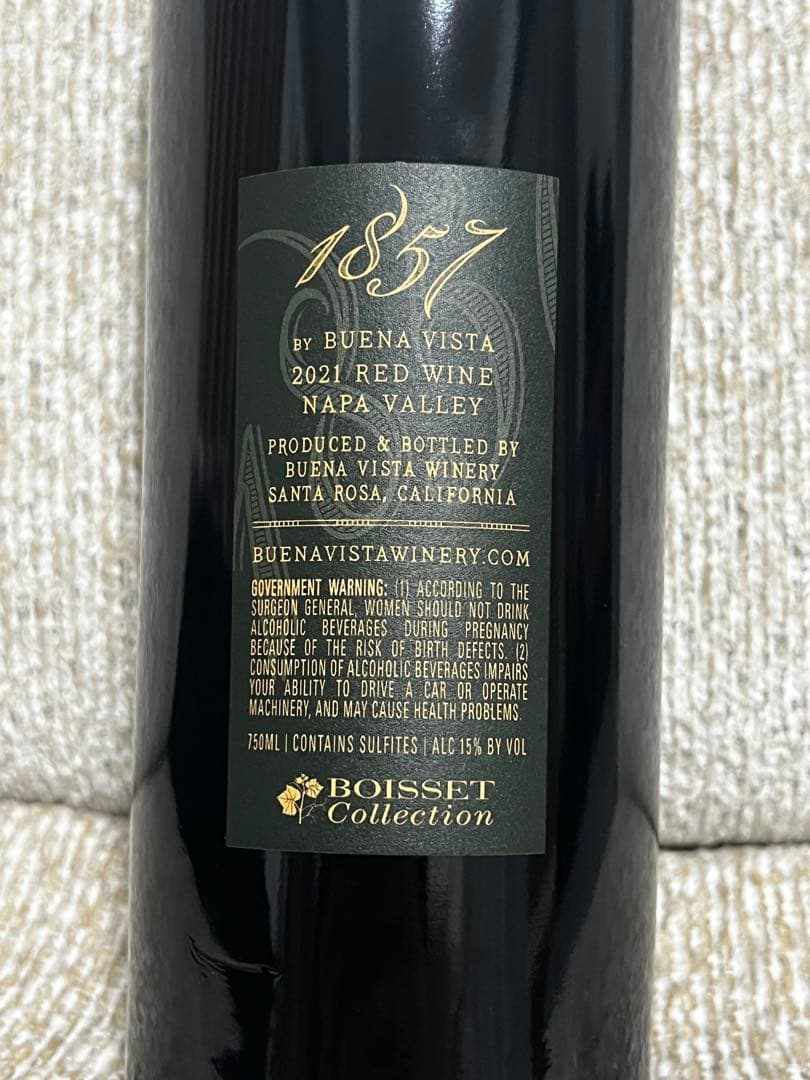 1857
BY BUENA VISTA
2021 RED WINE
NAPA VALLEY
PRODUCED & BOTTLED BY
BUENA VISTA WINERY
SANTA ROSA, CALIFORNIA
BUENAVISTAWINERY.COM
GOVERNMENT WARNING: (1) ACCORDING TO THE
SURGEON GENERAL, WOMEN SHOULD NOT DRINK
ALCOHOLIC BEVERAGES DURING PREGNANCY
BECAUSE OF THE RISK OF BIRTH DEFECTS. (2)
CONSUMPTION OF ALCOHOLIC BEVERAGES IMPAIRS
YOUR ABILITY TO DRIVE A CAR OR OPERATE
MACHINERY, AND MAY CAUSE HEALTH PROBLEMS.
750ML | CONTAINS SULFITES | ALC 15% BY VOL
BOISSET
Collection